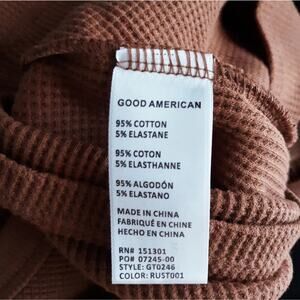 GOOD AMERICAN
95% COTTON
5% ELASTANE
95% COTON
5% ELASTHANNE
95% ALGODÓN
5% ELASTANO
MADE IN CHINA
FABRIQUÉ EN CHINE
HECHO EN CHINA
RN# 151301
PO# 07245-00
STYLE: GT0246
COLOR: RUST001